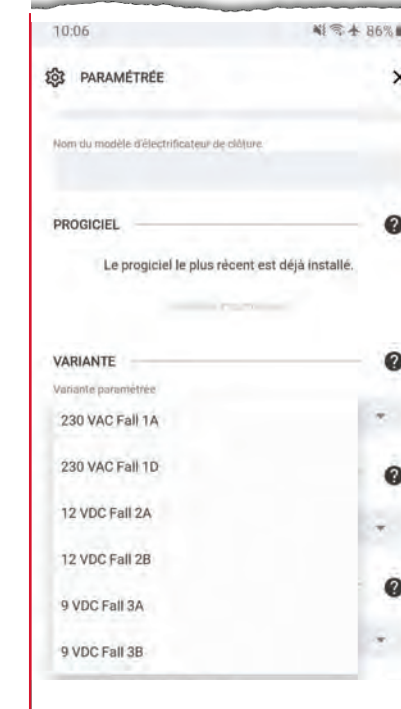 10:06 86%
PARAMÉTRÉE
Nom du modèle d'électrificateur de clôture
PROGICIEL
Le progiciel le plus récent est déjà installé.
VARIANTE
Variante paramétrée
230 VAC Fall 1A
230 VAC Fall 1D
12 VDC Fall 2A
12 VDC Fall 2B
9 VDC Fall 3A
9 VDC Fall 3B